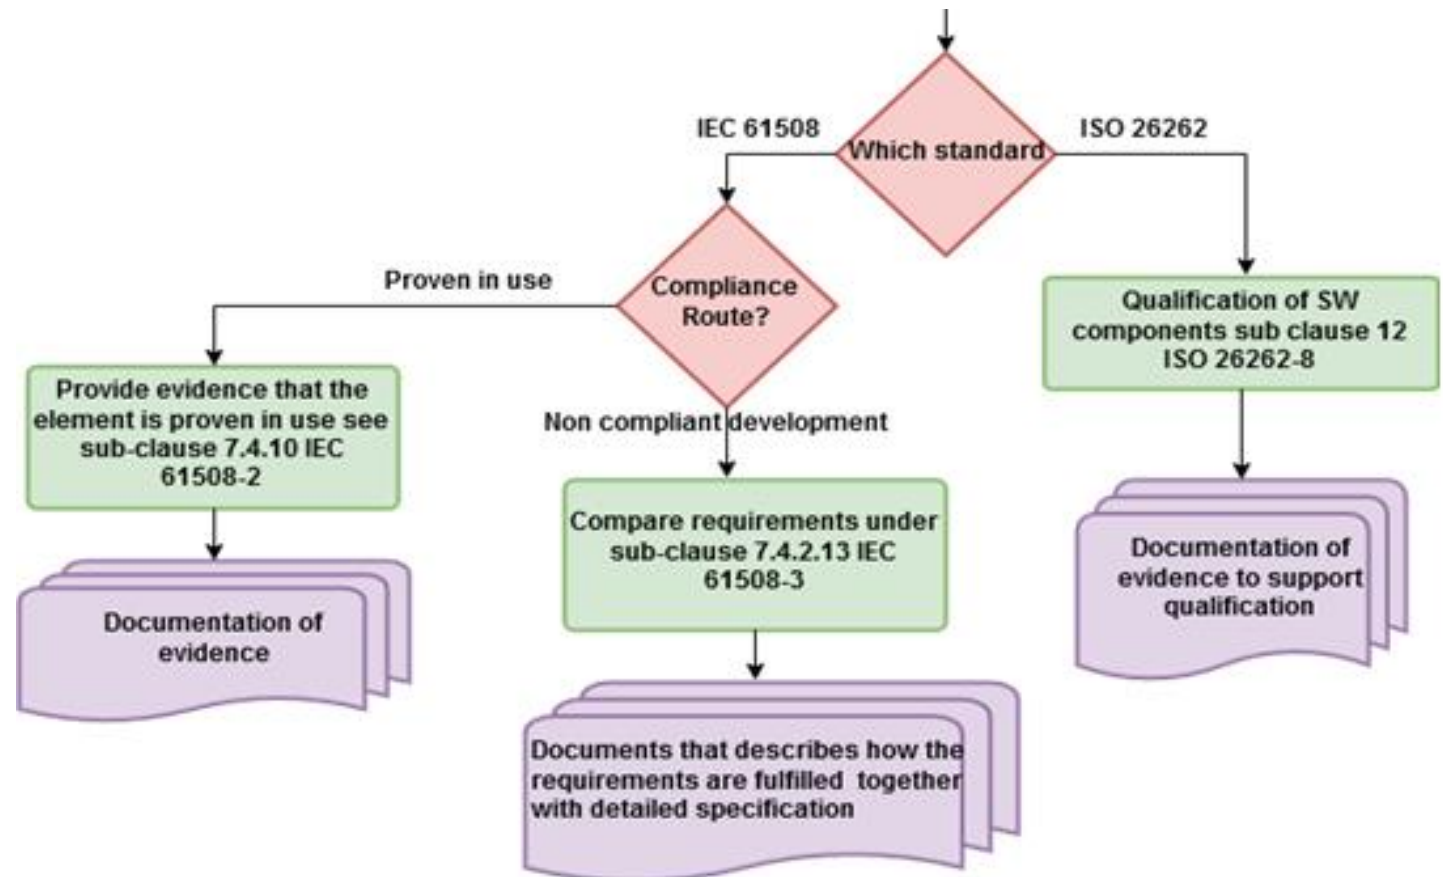 IEC 61508
ISO 26262
Which standard
Proven in use
Compliance
Route?
Qualification of SW
components sub clause 12
ISO 26262-8
Provide evidence that the
element is proven in use see
sub-clause 7.4.10 IEC
61508-2
Non compliant development
Compare requirements under
sub-clause 7.4.2.13 IEC
61508-3
Documentation of
evidence to support
qualification
Documentation of
evidence
Documents that describes how the
requirements are fulfilled together
with detailed specification